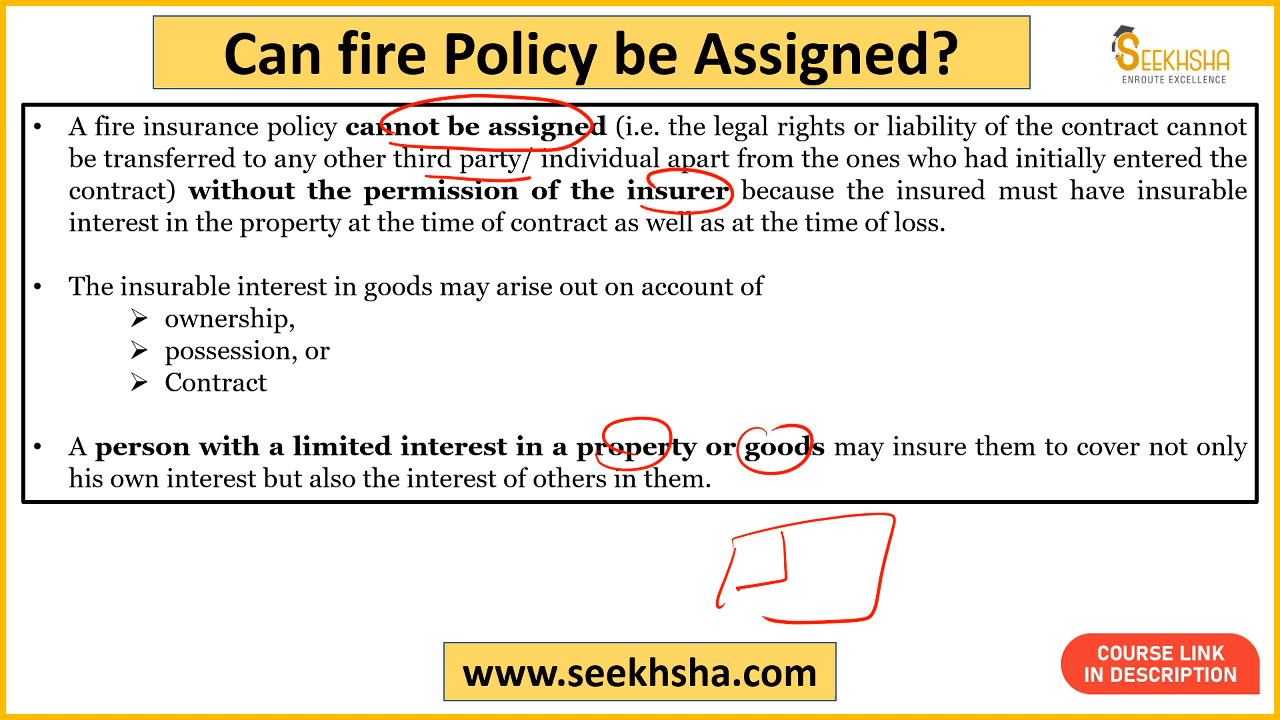 Can fire Policy be Assigned?
SEEKHSHA
ENROUTE EXCELLENCE
• A fire insurance policy cannot be assigned (i.e. the legal rights or liability of the contract cannot
be transferred to any other third party/ individual apart from the ones who had initially entered the
contract) without the permission of the insurer because the insured must have insurable
interest in the property at the time of contract as well as at the time of loss.
• The insurable interest in goods may arise out on account of
➢ ownership,
➢ possession, or
➢ Contract
• A person with a limited interest in a property or goods may insure them to cover not only
his own interest but also the interest of others in them.
www.seekhsha.com
COURSE LINK
IN DESCRIPTION